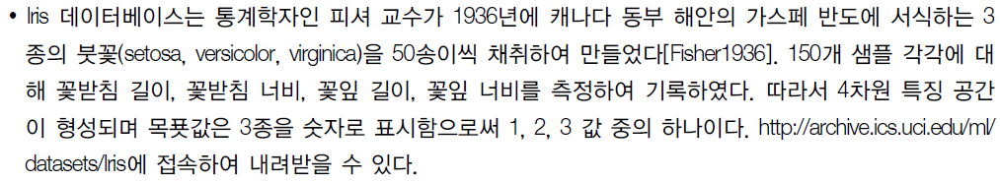 • Iris 데이터베이스는 통계학자인 피셔 교수가 1936년에 캐나다 동부 해안의 가스페 반도에 서식하는 3
종의 붓꽃(setosa, versicolor, virginica)을 50송이씩 채취하여 만들었다[Fisher1936]. 150개 샘플 각각에 대
해 꽃받침 길이, 꽃받침 너비, 꽃잎 길이, 꽃잎 너비를 측정하여 기록하였다. 따라서 4차원 특징 공간
이 형성되며 목푯값은 3종을 숫자로 표시함으로써 1, 2, 3 값 중의 하나이다. http://archive.ics.uci.edu/ml/
datasets/Iris에 접속하여 내려받을 수 있다.